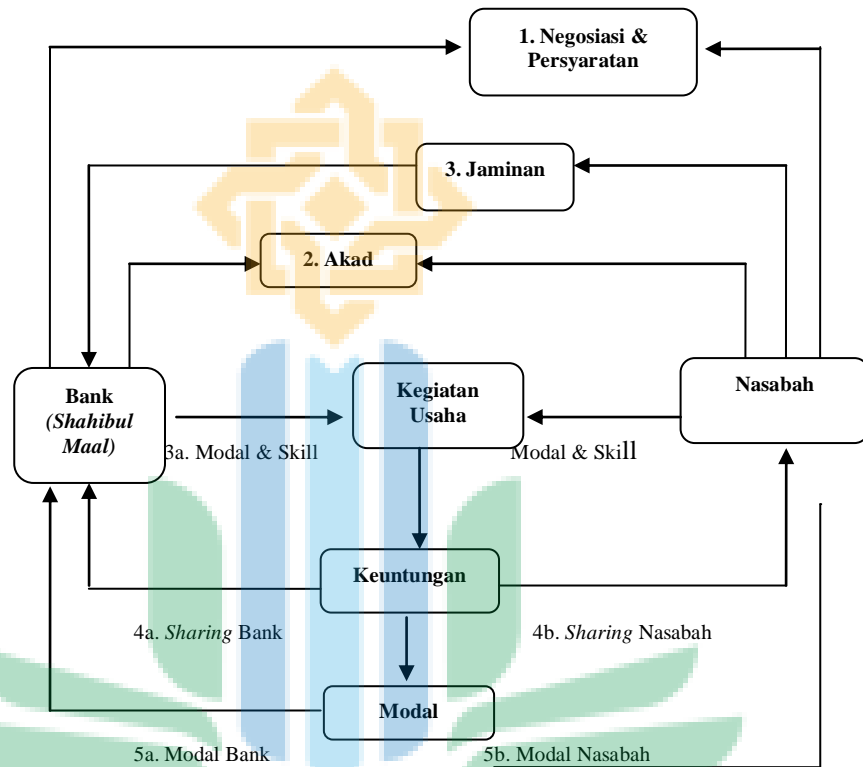 1. Negosiasi &
Persyaratan
3. Jaminan
2. Akad
Bank
(Shahibul
Maal)
Kegiatan
Usaha
Nasabah
3a. Modal & Skill
Modal & Skill
Keuntungan
4a. Sharing Bank
4b. Sharing Nasabah
Modal
5a. Modal Bank
5b. Modal Nasabah